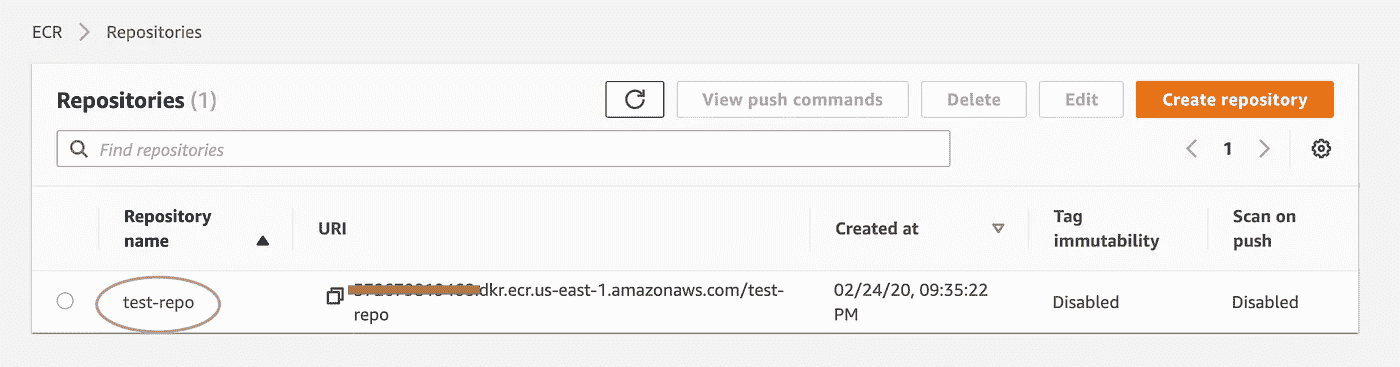 ECR
Repositories
Repositories (1)
View push commands
Delete
Edit
Create repository
Find repositories
1
Repository name
URI
Created at
Tag immutability
Scan on push
test-repo
dkr.ecr.us-east-1.amazonaws.com/test-
repo
02/24/20, 09:35:22
PM
Disabled
Disabled